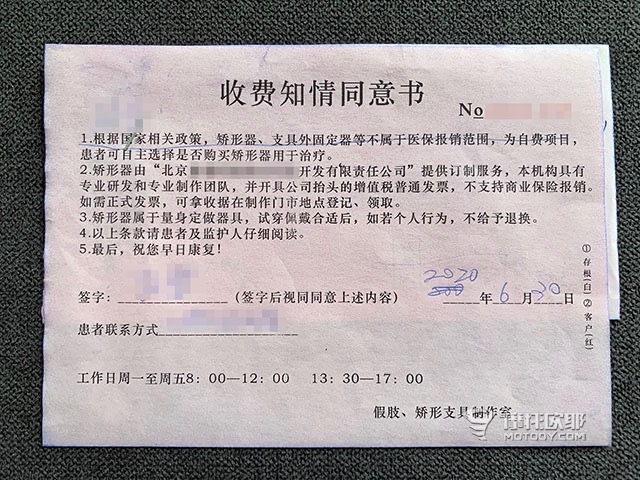 收费知情同意书
No
1.根据国家相关政策，矫形器、支具外固定器等不属于医保报销范围，为自费项目，
患者可自主选择是否购买矫形器用于治疗。
2.矫形器由“北京 开发有限责任公司”提供订制服务，本机构具有
专业研发和专业制作团队，并开具公司抬头的增值税普通发票，不支持商业保险报销。
如需正式发票，可拿收据在制作门市地点登记、领取。
3.矫形器属于量身定做器具，试穿佩戴合适后，如若个人行为，不给予退换。
4.以上条款请患者及监护人仔细阅读。
5.最后，祝您早日康复！
签字： (签字后视同同意上述内容) 2020年6月30日
患者联系方式
工作日周一至周五8：00—12：00 13：30—17：00
假肢、矫形支具制作室
①存根(白)②客户(红)
摩托欧耶
MOTOOY.COM